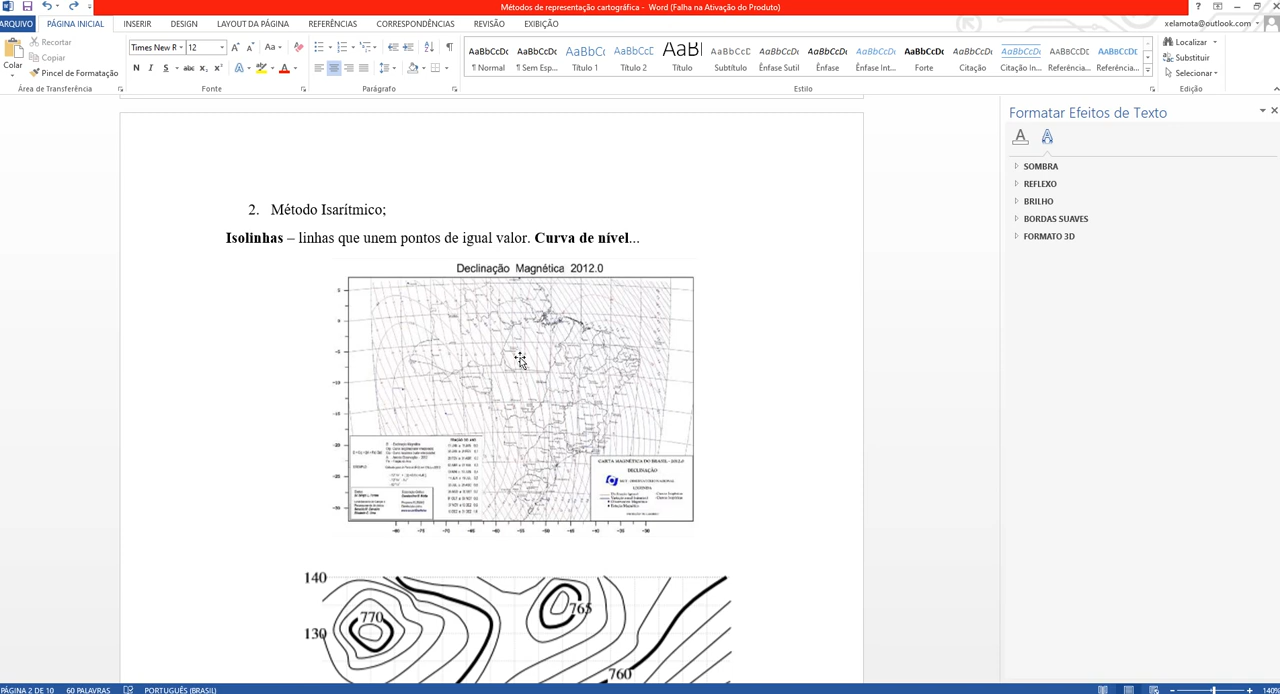 Métodos de representação cartográfica - Word (Falha na Ativação do Produto)
ARQUIVO PÁGINA INICIAL INSERIR DESIGN LAYOUT DA PÁGINA REFERÊNCIAS CORRESPONDÊNCIAS REVISÃO EXIBIÇÃO
xelamota@outlook.com
Recortar
Copiar
Pincel de Formatação
Colar
Área de Transferência
Times New R 12
N I S abc x₂ x²
Fonte
Parágrafo
AaBbCcDc AaBbCcDc AaBbCc AaBbCcD AaBl AaBbCcD AaBbCcDc AaBbCcDc AaBbCcDc AaBbCcDc AaBbCcDc AaBbCcDc AaBbCcDC AaBbCcDC
¶ Normal ¶ Sem Esp... Título 1 Título 2 Título Subtítulo Ênfase Sutil Ênfase Ênfase Int... Forte Citação Citação In... Referência... Referência...
Estilo
Localizar
Substituir
Selecionar
Edição
Formatar Efeitos de Texto
SOMBRA
REFLEXO
BRILHO
BORDAS SUAVES
FORMATO 3D
2. Método Isarítmico;
Isolinhas – linhas que unem pontos de igual valor. Curva de nível...
Declinação Magnética 2012.0
CARTA MAGNÉTICA DO BRASIL - 2012.0
DECLINAÇÃO
LEGENDA
140
770
765
130
760
PÁGINA 2 DE 10 60 PALAVRAS PORTUGUÊS (BRASIL)
140%